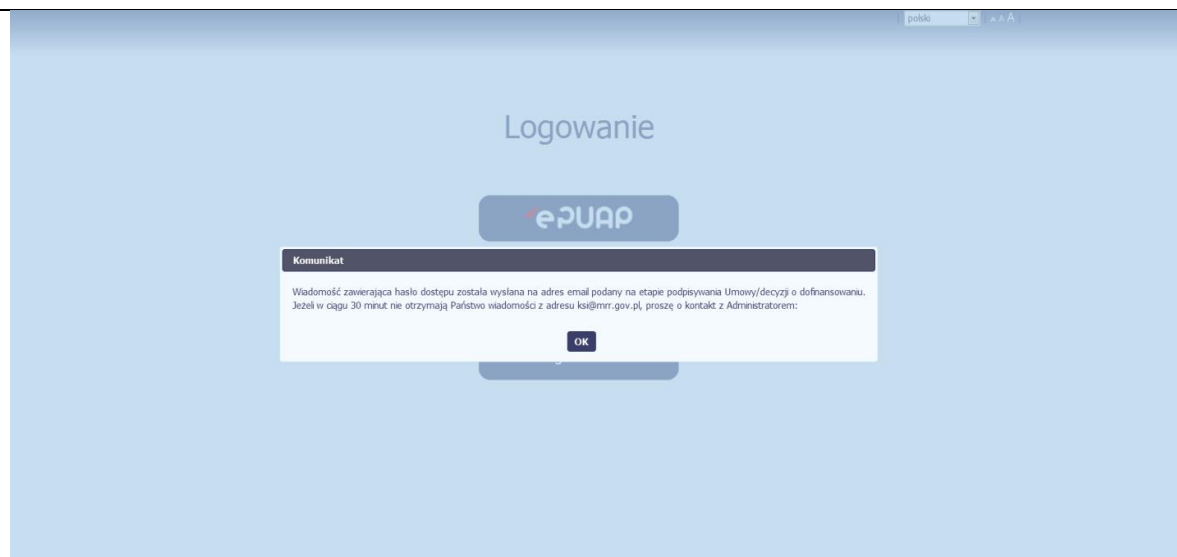 polski A A A
Logowanie
ePUAP
Komunikat
Wiadomość zawierająca hasło dostępu została wysłana na adres email podany na etapie podpisywania Umowy/decyzji o dofinansowaniu.
Jeżeli w ciągu 30 minut nie otrzymają Państwo wiadomości z adresu ksi@mrr.gov.pl, proszę o kontakt z Administratorem:
OK